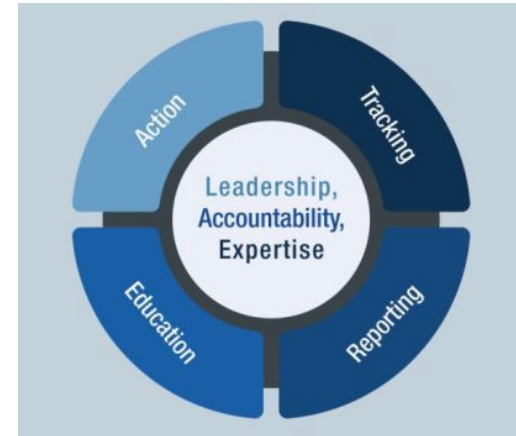 Action
Tracking
Leadership,
Accountability,
Expertise
Education
Reporting